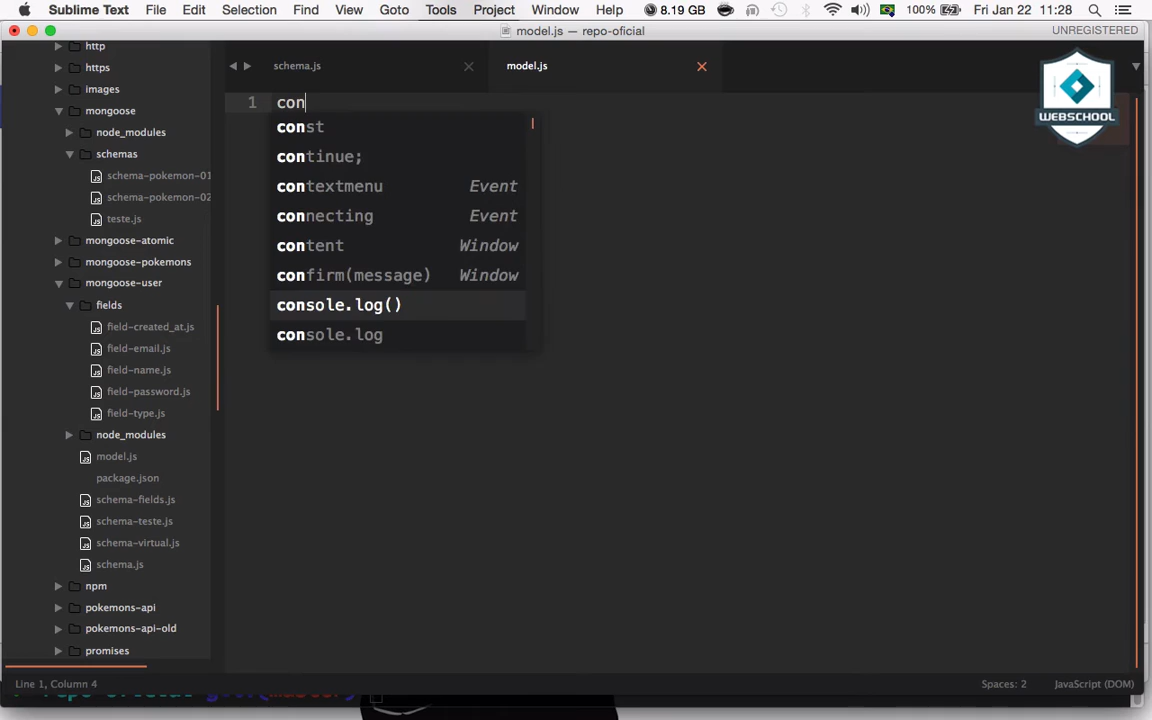 Sublime Text File Edit Selection Find View Goto Tools Project Window Help 8.19 GB 100% Fri Jan 22 11:28
model.js — repo-oficial UNREGISTERED
schema.js model.js
WEBSCHOOL
http
https
images
mongoose
node_modules
schemas
schema-pokemon-01
schema-pokemon-02
teste.js
mongoose-atomic
mongoose-pokemons
mongoose-user
fields
field-created_at.js
field-email.js
field-name.js
field-password.js
field-type.js
node_modules
model.js
package.json
schema-fields.js
schema-teste.js
schema-virtual.js
schema.js
npm
pokemons-api
pokemons-api-old
promises
1 con
const
continue;
contextmenu Event
connecting Event
content Window
confirm(message) Window
console.log()
console.log
Line 1, Column 4 Spaces: 2 JavaScript (DOM)